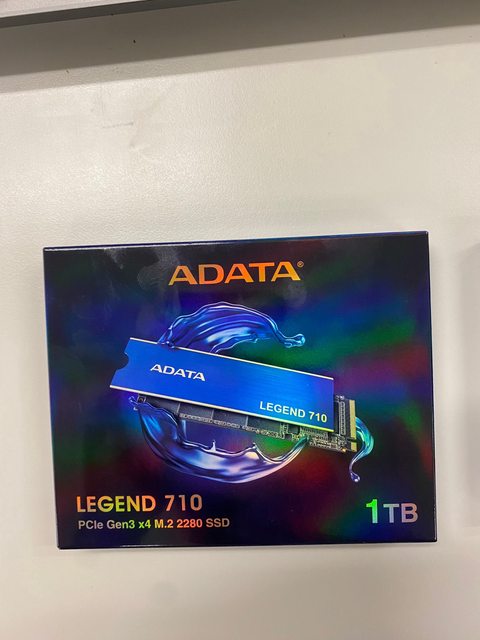 ADATA®
ADATA
LEGEND 710
LEGEND 710
PCIe Gen3 x4 M.2 2280 SSD
1TB